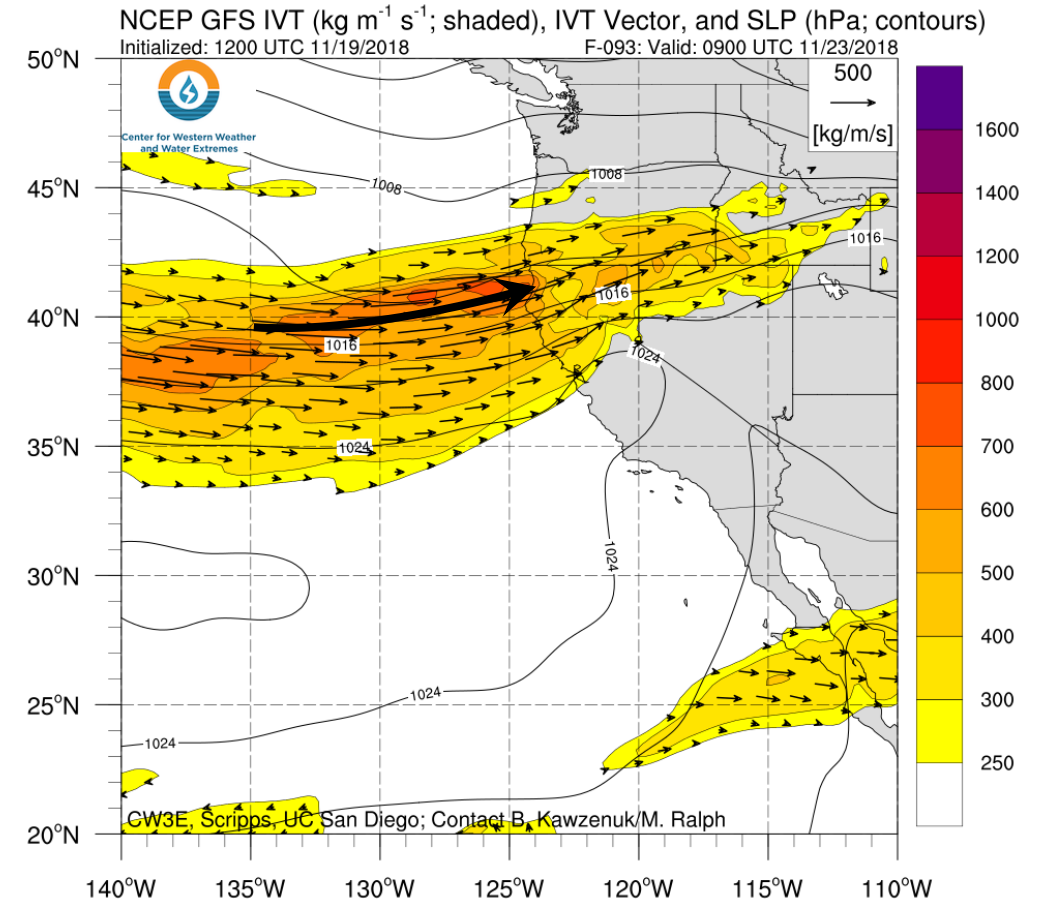 NCEP GFS IVT (kg m⁻¹ s⁻¹; shaded), IVT Vector, and SLP (hPa; contours)
Initialized: 1200 UTC 11/19/2018 F-093: Valid: 0900 UTC 11/23/2018
50°N
500
[kg/m/s]
Center for Western Weather
and Water Extremes
1600
1400
1200
1000
800
700
600
500
400
300
250
1008
1008
45°N
1016
1016
40°N
1016
1024
35°N
1024
1024
30°N
1024
25°N
1024
CW3E, Scripps, UC San Diego; Contact B. Kawzenuk/M. Ralph
20°N
140°W 135°W 130°W 125°W 120°W 115°W 110°W